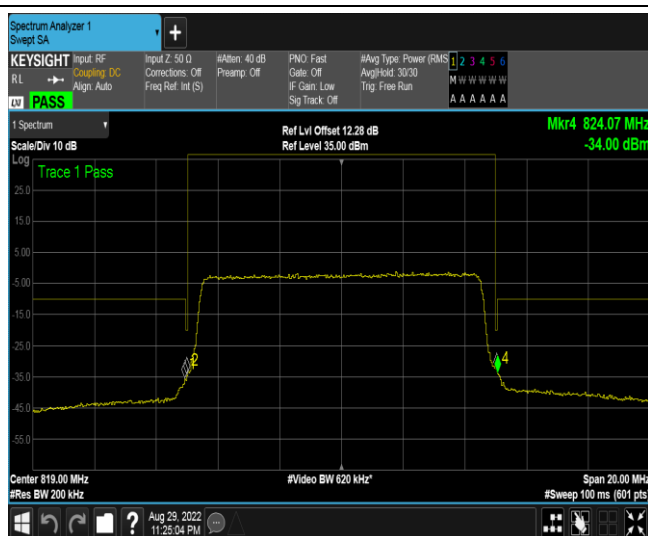 Spectrum Analyzer 1
Swept SA
+
KEYSIGHT Input: RF Input Z: 50 Ω #Atten: 40 dB PNO: Fast #Avg Type: Power (RMS 1 2 3 4 5 6
RL Coupling: DC Corrections: Off Preamp: Off Gate: Off Avg|Hold: 30/30 M W W W W W
Align: Auto Freq Ref: Int (S) IF Gain: Low Trig: Free Run
Sig Track: Off A A A A A A
LXI PASS
1 Spectrum Ref Lvl Offset 12.28 dB Mkr4 824.07 MHz
Scale/Div 10 dB Ref Level 35.00 dBm -34.00 dBm
Log
Trace 1 Pass
25.0
15.0
5.00
-5.00
-15.0
-25.0
2 4
-35.0
-45.0
-55.0
Center 819.00 MHz #Video BW 620 kHz* Span 20.00 MHz
#Res BW 200 kHz #Sweep 100 ms (601 pts)
? Aug 29, 2022
11:25:04 PM